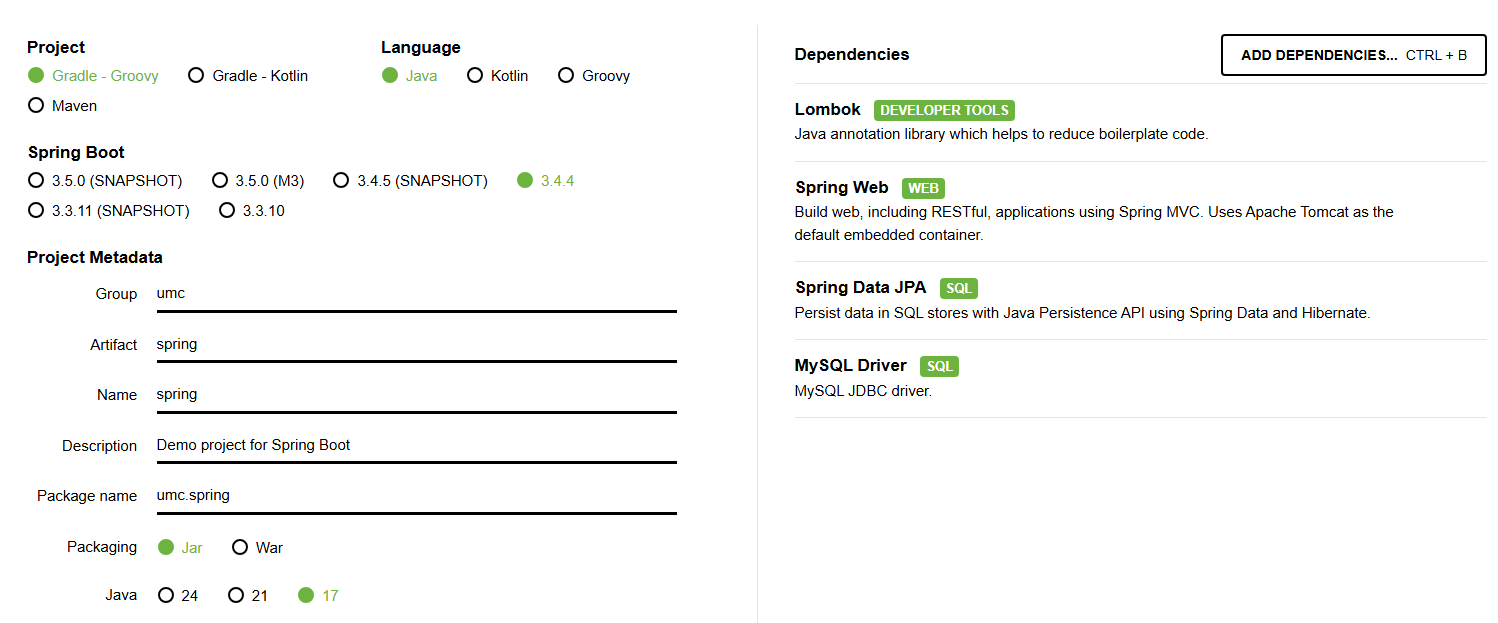 Project
Gradle - Groovy
Gradle - Kotlin
Maven
Language
Java
Kotlin
Groovy
Spring Boot
3.5.0 (SNAPSHOT)
3.5.0 (M3)
3.4.5 (SNAPSHOT)
3.4.4
3.3.11 (SNAPSHOT)
3.3.10
Project Metadata
Group umc
Artifact spring
Name spring
Description Demo project for Spring Boot
Package name umc.spring
Packaging Jar War
Java 24 21 17
Dependencies
ADD DEPENDENCIES... CTRL + B
Lombok DEVELOPER TOOLS
Java annotation library which helps to reduce boilerplate code.
Spring Web WEB
Build web, including RESTful, applications using Spring MVC. Uses Apache Tomcat as the
default embedded container.
Spring Data JPA SQL
Persist data in SQL stores with Java Persistence API using Spring Data and Hibernate.
MySQL Driver SQL
MySQL JDBC driver.